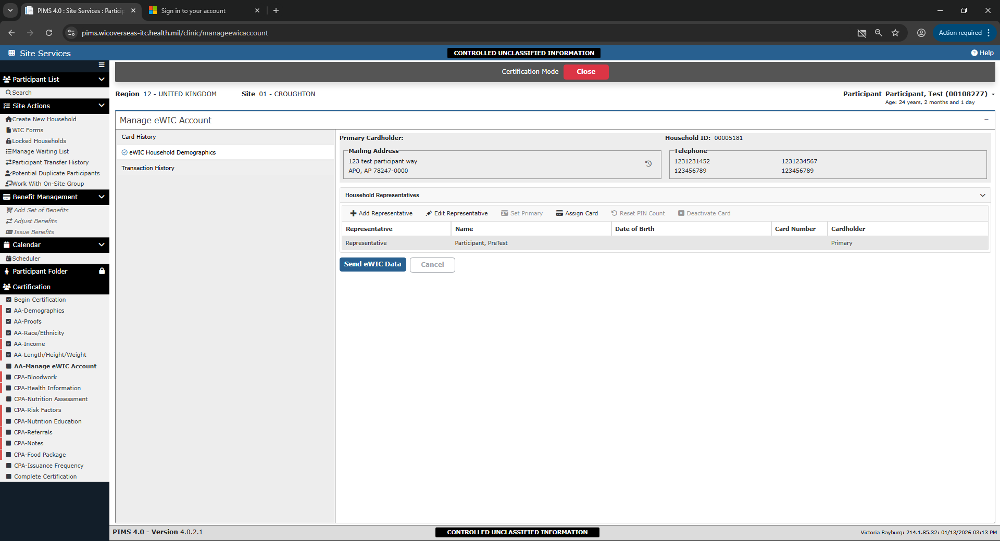 PIMS 4.0 : Site Services : Partici
Sign in to your account
pims.wicoverseas-itc.health.mil/clinic/manageewicaccount
Action required
Site Services
CONTROLLED UNCLASSIFIED INFORMATION
Help
Participant List
Search
Site Actions
Create New Household
WIC Forms
Locked Households
Manage Waiting List
Participant Transfer History
Potential Duplicate Participants
Work With On-Site Group
Benefit Management
Add Set of Benefits
Adjust Benefits
Issue Benefits
Calendar
Scheduler
Participant Folder
Certification
Begin Certification
AA-Demographics
AA-Proofs
AA-Race/Ethnicity
AA-Income
AA-Length/Height/Weight
AA-Manage eWIC Account
CPA-Bloodwork
CPA-Health Information
CPA-Nutrition Assessment
CPA-Risk Factors
CPA-Nutrition Education
CPA-Referrals
CPA-Notes
CPA-Food Package
CPA-Issuance Frequency
Complete Certification
Certification Mode Close
Region 12 - UNITED KINGDOM Site 01 - CROUGHTON
Participant Participant, Test (00108277)
Age: 24 years, 2 months and 1 day
Manage eWIC Account
Card History
eWIC Household Demographics
Transaction History
Primary Cardholder:
Household ID: 00005181
Mailing Address
123 test participant way
APO, AP 78247-0000
Telephone
1231231452 1231234567
123456789 123456789
Household Representatives
Add Representative Edit Representative Set Primary Assign Card Reset PIN Count Deactivate Card
Representative Name Date of Birth Card Number Cardholder
Representative Participant, PreTest Primary
Send eWIC Data Cancel
PIMS 4.0 - Version 4.0.2.1
CONTROLLED UNCLASSIFIED INFORMATION
Victoria Rayburg: 214.1.85.32: 01/13/2026 03:13 PM